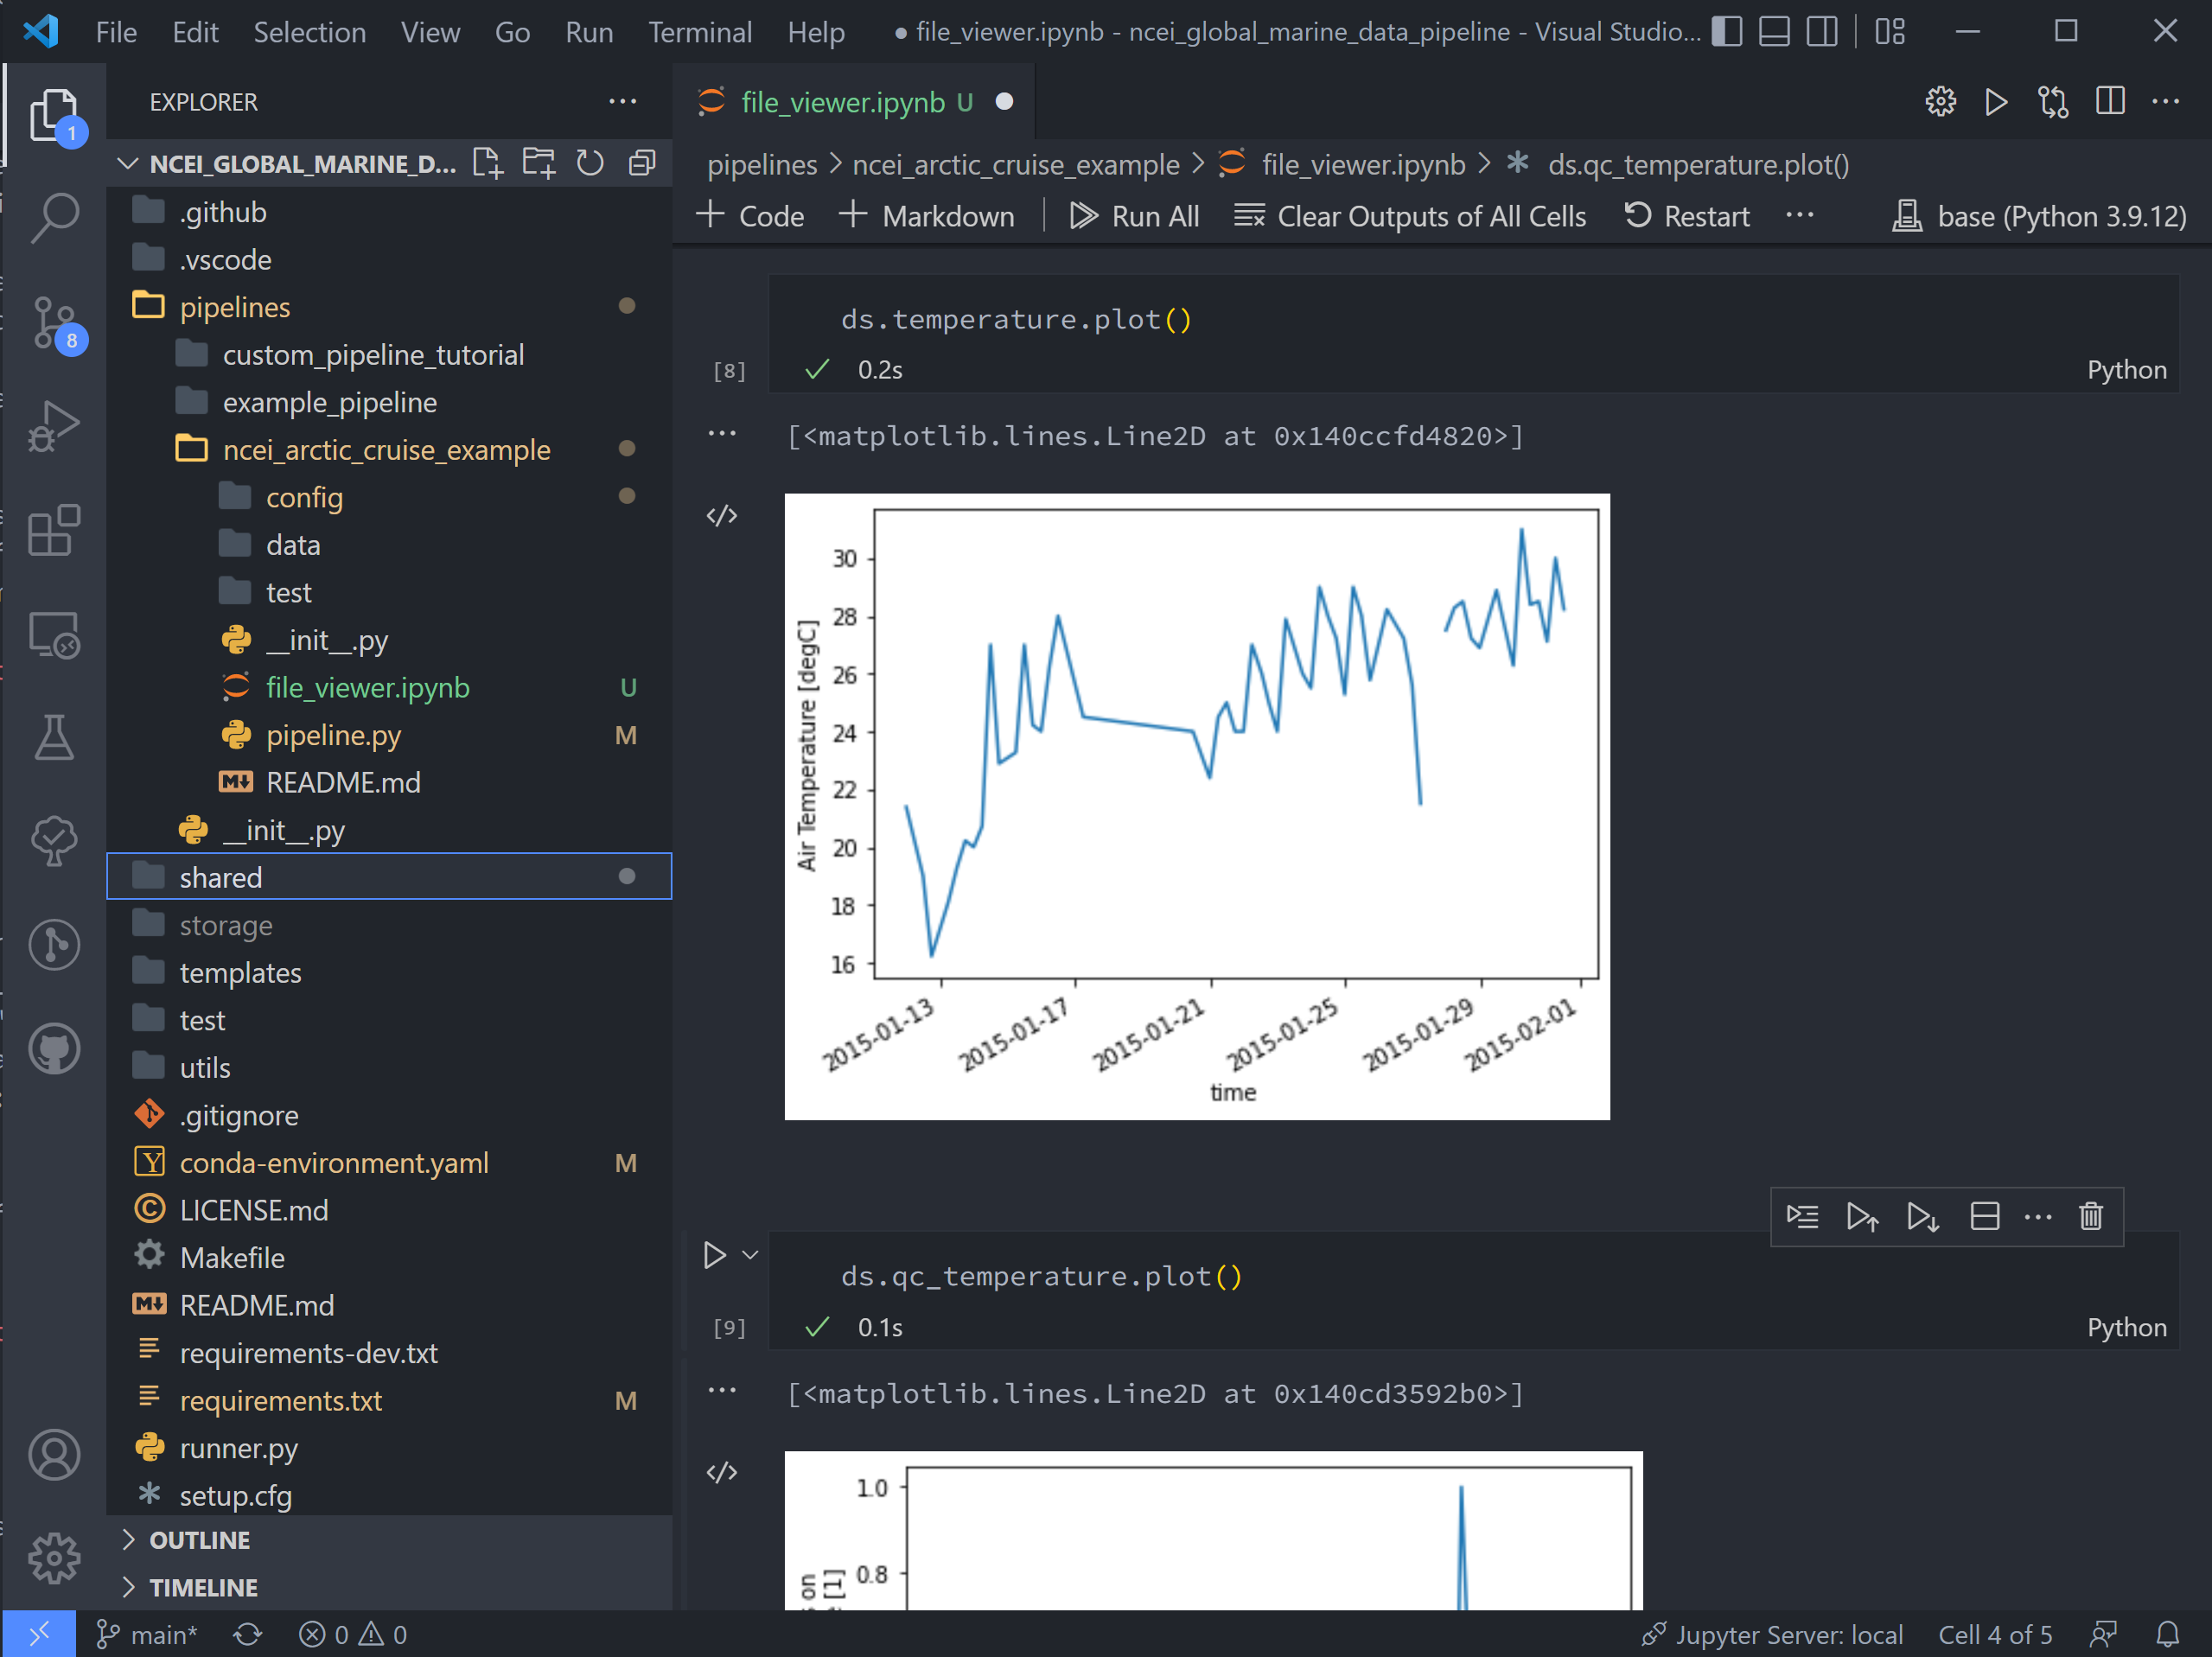 File Edit Selection View Go Run Terminal Help ● file_viewer.ipynb - ncei_global_marine_data_pipeline - Visual Studio...
EXPLORER
1
8
NCEI_GLOBAL_MARINE_D...
.github
.vscode
pipelines
custom_pipeline_tutorial
example_pipeline
ncei_arctic_cruise_example
config
data
test
__init__.py
file_viewer.ipynb U
pipeline.py M
README.md
__init__.py
shared
storage
templates
test
utils
.gitignore
conda-environment.yaml M
LICENSE.md
Makefile
README.md
requirements-dev.txt
requirements.txt M
runner.py
setup.cfg
OUTLINE
TIMELINE
file_viewer.ipynb U
pipelines > ncei_arctic_cruise_example > file_viewer.ipynb > ds.qc_temperature.plot()
+ Code + Markdown Run All Clear Outputs of All Cells Restart ... base (Python 3.9.12)
ds.temperature.plot()
[8] 0.2s Python
[<matplotlib.lines.Line2D at 0x140ccfd4820>]
Air Temperature [degC]
30
28
26
24
22
20
18
16
2015-01-13 2015-01-17 2015-01-21 2015-01-25 2015-01-29 2015-02-01
time
ds.qc_temperature.plot()
[9] 0.1s Python
[<matplotlib.lines.Line2D at 0x140cd3592b0>]
1.0
0.8
on
[1]
main* 0 0 Jupyter Server: local Cell 4 of 5